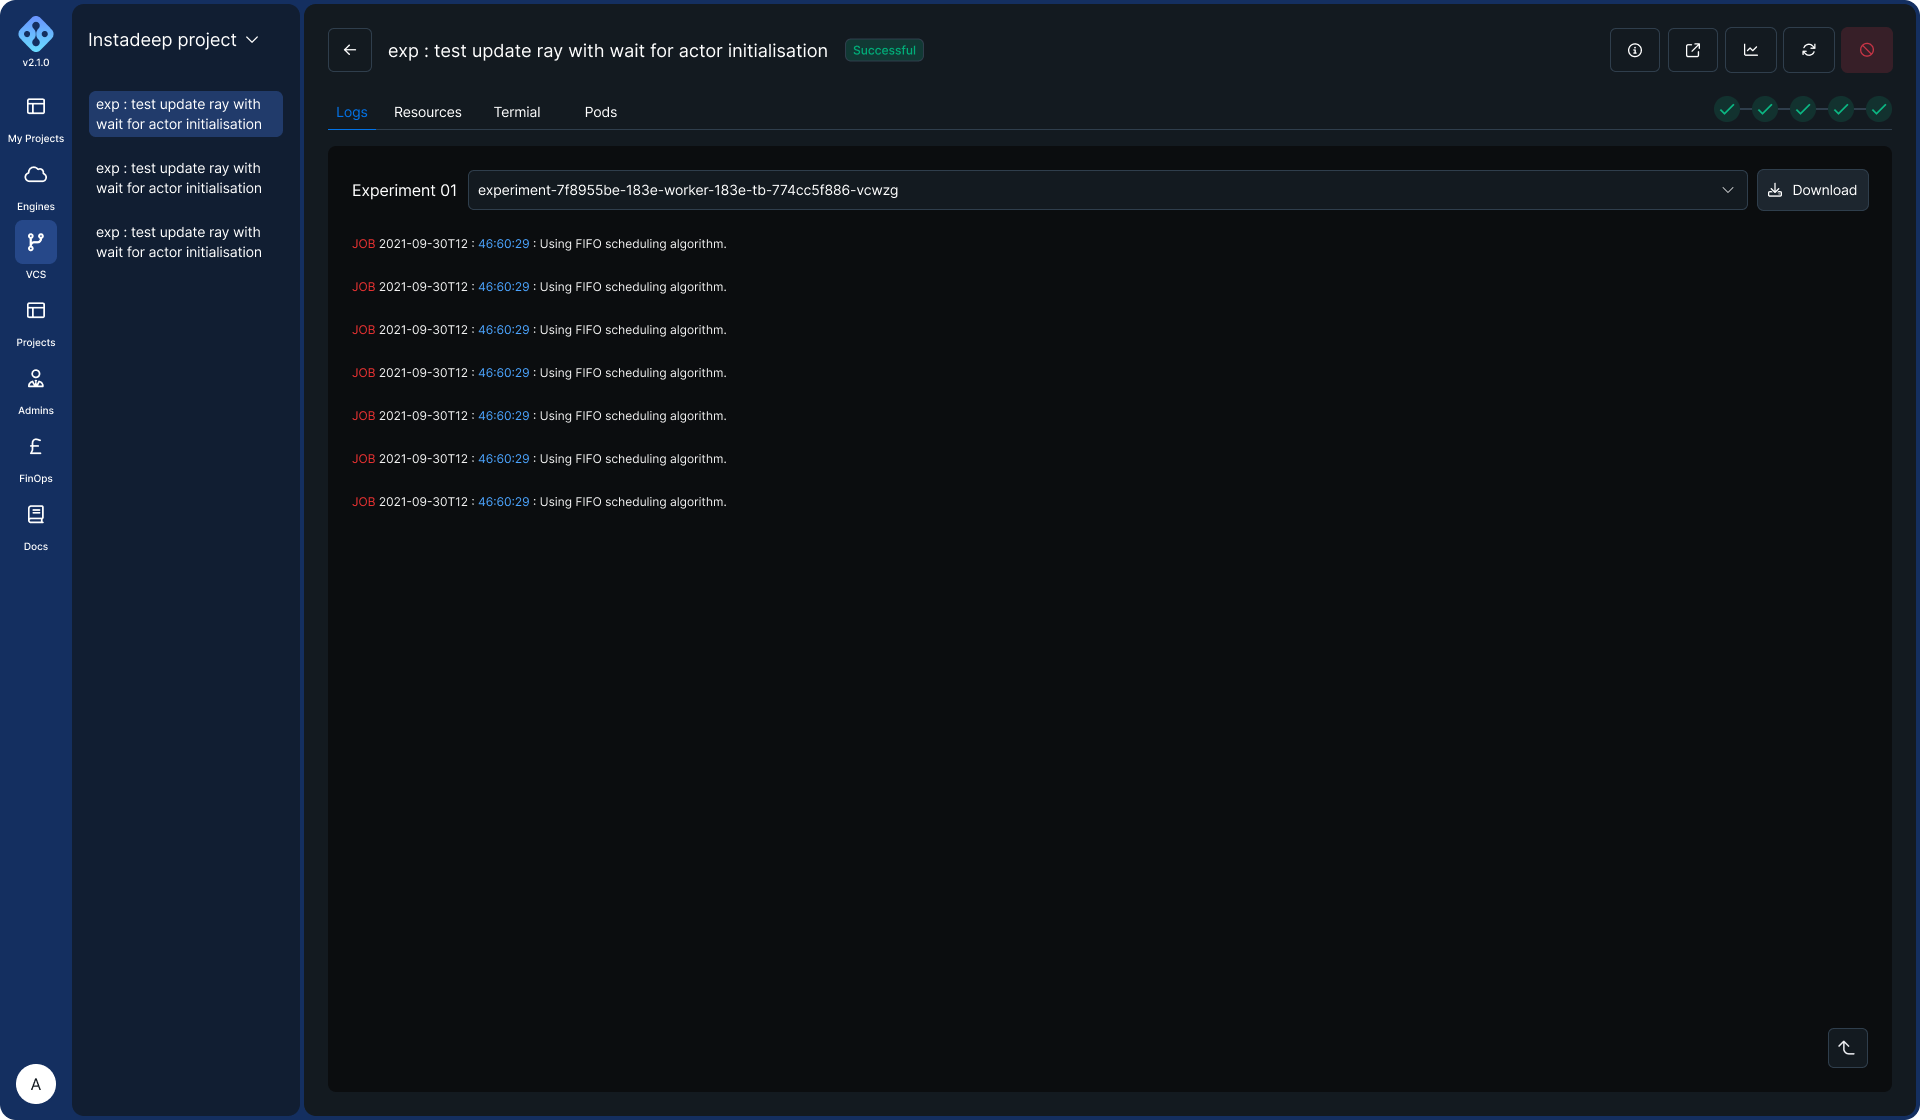 v2.1.0
My Projects
Engines
VCS
Projects
Admins
£
FinOps
Docs
A
Instadeep project
exp : test update ray with
wait for actor initialisation
exp : test update ray with
wait for actor initialisation
exp : test update ray with
wait for actor initialisation
exp : test update ray with wait for actor initialisation Successful
Logs Resources Termial Pods
Experiment 01 experiment-7f8955be-183e-worker-183e-tb-774cc5f886-vcwzg Download
JOB 2021-09-30T12 : 46:60:29 : Using FIFO scheduling algorithm.
JOB 2021-09-30T12 : 46:60:29 : Using FIFO scheduling algorithm.
JOB 2021-09-30T12 : 46:60:29 : Using FIFO scheduling algorithm.
JOB 2021-09-30T12 : 46:60:29 : Using FIFO scheduling algorithm.
JOB 2021-09-30T12 : 46:60:29 : Using FIFO scheduling algorithm.
JOB 2021-09-30T12 : 46:60:29 : Using FIFO scheduling algorithm.
JOB 2021-09-30T12 : 46:60:29 : Using FIFO scheduling algorithm.